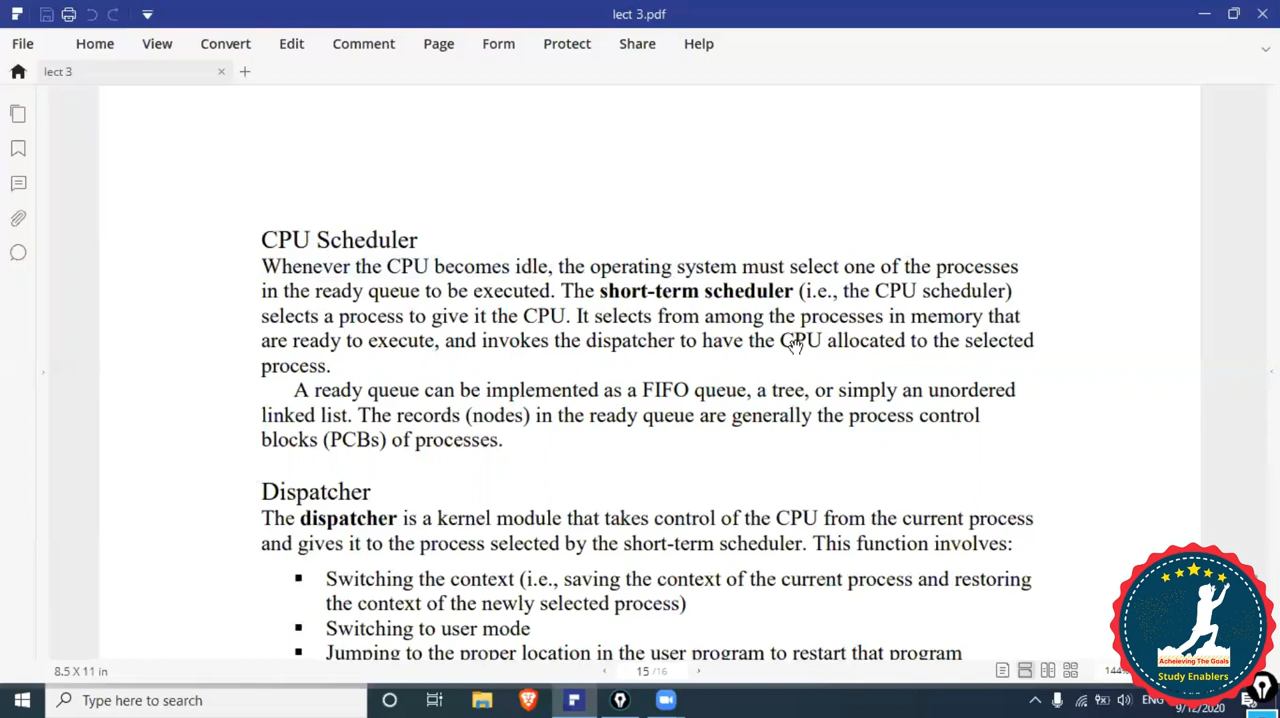 lect 3.pdf
File Home View Convert Edit Comment Page Form Protect Share Help
lect 3
CPU Scheduler
Whenever the CPU becomes idle, the operating system must select one of the processes
in the ready queue to be executed. The short-term scheduler (i.e., the CPU scheduler)
selects a process to give it the CPU. It selects from among the processes in memory that
are ready to execute, and invokes the dispatcher to have the CPU allocated to the selected
process.
A ready queue can be implemented as a FIFO queue, a tree, or simply an unordered
linked list. The records (nodes) in the ready queue are generally the process control
blocks (PCBs) of processes.
Dispatcher
The dispatcher is a kernel module that takes control of the CPU from the current process
and gives it to the process selected by the short-term scheduler. This function involves:
▪ Switching the context (i.e., saving the context of the current process and restoring
the context of the newly selected process)
▪ Switching to user mode
▪ Jumping to the proper location in the user program to restart that program
Acheieving The Goals
Study Enablers
8.5 X 11 in 15 /16
Type here to search
9/12/2020